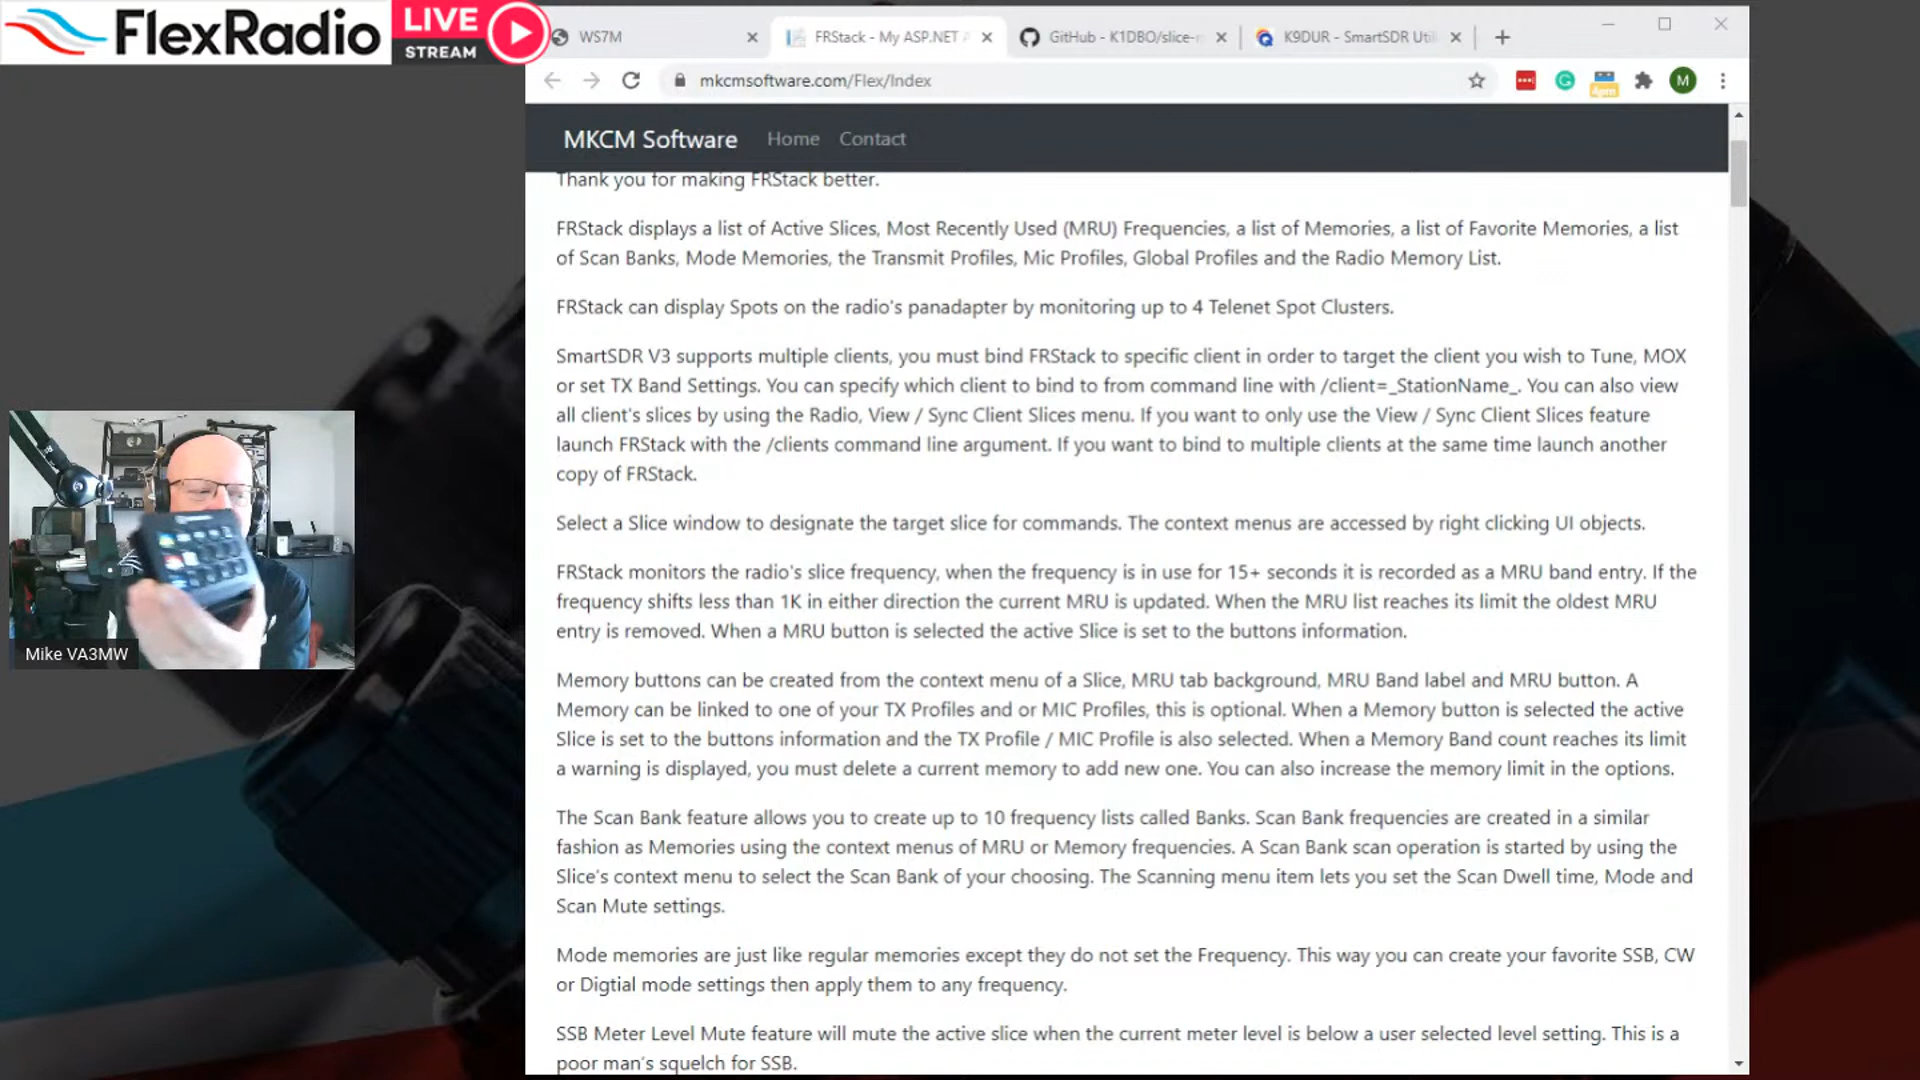 FlexRadio
LIVE
STREAM
WS7M
FRStack - My ASP.NET A
GitHub - K1DBO/slice-m
K9DUR - SmartSDR Util
mkcmsoftware.com/Flex/Index
4pm
M
MKCM Software
Home
Contact
Thank you for making FRStack better.
FRStack displays a list of Active Slices, Most Recently Used (MRU) Frequencies, a list of Memories, a list of Favorite Memories, a list
of Scan Banks, Mode Memories, the Transmit Profiles, Mic Profiles, Global Profiles and the Radio Memory List.
FRStack can display Spots on the radio's panadapter by monitoring up to 4 Telenet Spot Clusters.
SmartSDR V3 supports multiple clients, you must bind FRStack to specific client in order to target the client you wish to Tune, MOX
or set TX Band Settings. You can specify which client to bind to from command line with /client=_StationName_. You can also view
all client's slices by using the Radio, View / Sync Client Slices menu. If you want to only use the View / Sync Client Slices feature
launch FRStack with the /clients command line argument. If you want to bind to multiple clients at the same time launch another
copy of FRStack.
Select a Slice window to designate the target slice for commands. The context menus are accessed by right clicking UI objects.
FRStack monitors the radio's slice frequency, when the frequency is in use for 15+ seconds it is recorded as a MRU band entry. If the
frequency shifts less than 1K in either direction the current MRU is updated. When the MRU list reaches its limit the oldest MRU
entry is removed. When a MRU button is selected the active Slice is set to the buttons information.
Memory buttons can be created from the context menu of a Slice, MRU tab background, MRU Band label and MRU button. A
Memory can be linked to one of your TX Profiles and or MIC Profiles, this is optional. When a Memory button is selected the active
Slice is set to the buttons information and the TX Profile / MIC Profile is also selected. When a Memory Band count reaches its limit
a warning is displayed, you must delete a current memory to add new one. You can also increase the memory limit in the options.
The Scan Bank feature allows you to create up to 10 frequency lists called Banks. Scan Bank frequencies are created in a similar
fashion as Memories using the context menus of MRU or Memory frequencies. A Scan Bank scan operation is started by using the
Slice's context menu to select the Scan Bank of your choosing. The Scanning menu item lets you set the Scan Dwell time, Mode and
Scan Mute settings.
Mode memories are just like regular memories except they do not set the Frequency. This way you can create your favorite SSB, CW
or Digtial mode settings then apply them to any frequency.
SSB Meter Level Mute feature will mute the active slice when the current meter level is below a user selected level setting. This is a
poor man's squelch for SSB.
Mike VA3MW